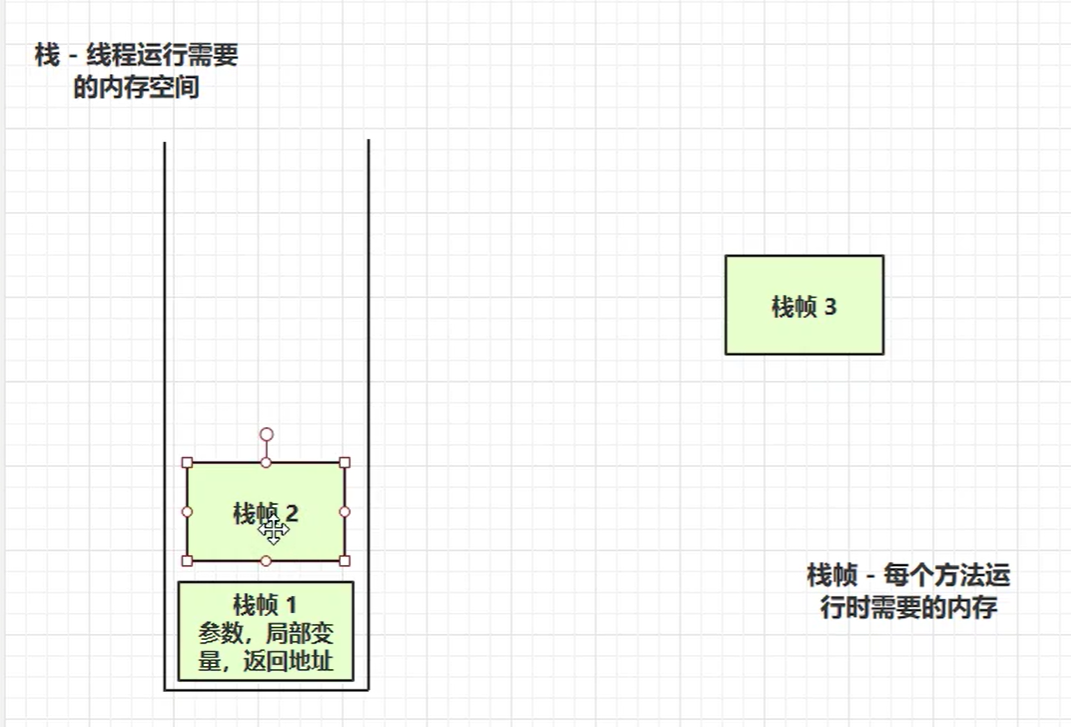 栈 - 线程运行需要
的内存空间
栈帧 3
栈帧 2
栈帧 - 每个方法运
行时需要的内存
栈帧 1
参数，局部变
量，返回地址